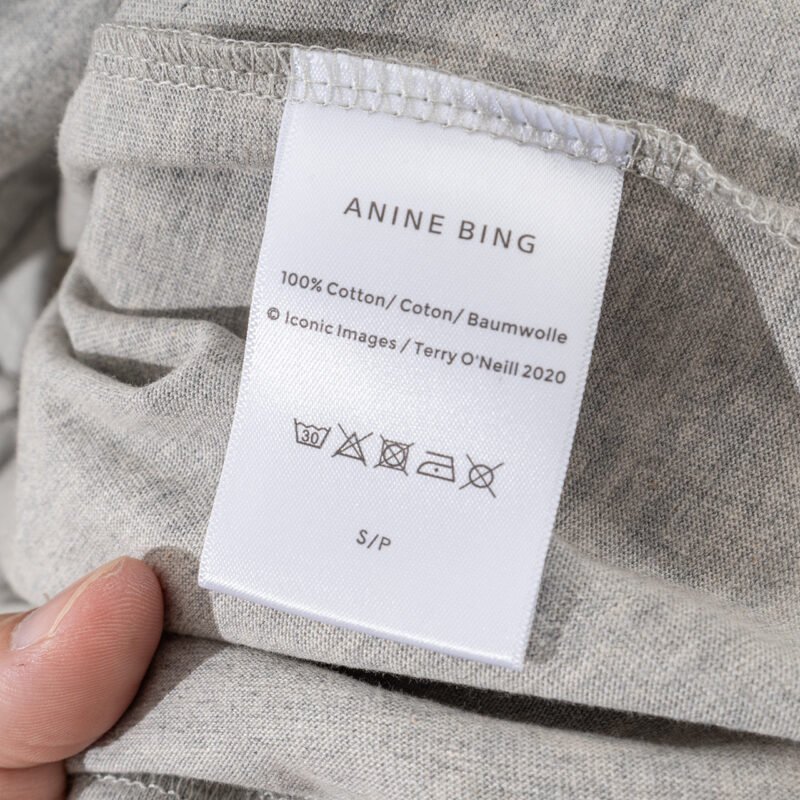 ANINE BING
100% Cotton/ Coton/ Baumwolle
© Iconic Images / Terry O'Neill 2020
30
S/P